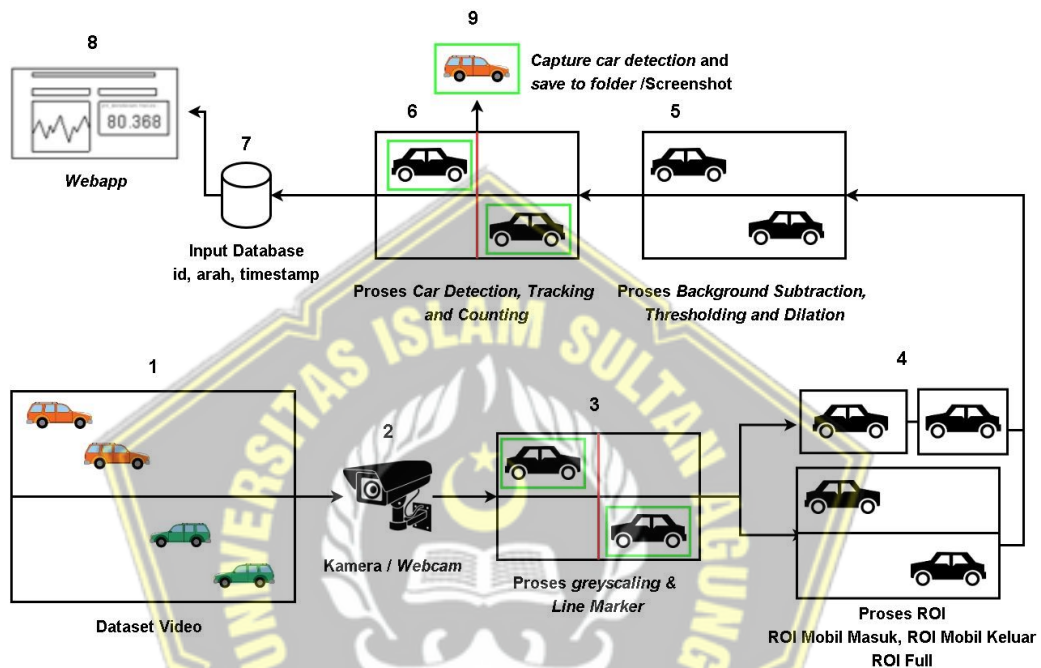 9
Capture car detection and
save to folder /Screenshot
8
80.368
Webapp
7
Input Database
id, arah, timestamp
6
Proses Car Detection, Tracking
and Counting
5
Proses Background Subtraction,
Thresholding and Dilation
1
Dataset Video
2
Kamera / Webcam
3
Proses greyscaling &
Line Marker
4
Proses ROI
ROI Mobil Masuk, ROI Mobil Keluar
ROI Full
UNIVERSITAS ISLAM SULTAN AGUNG